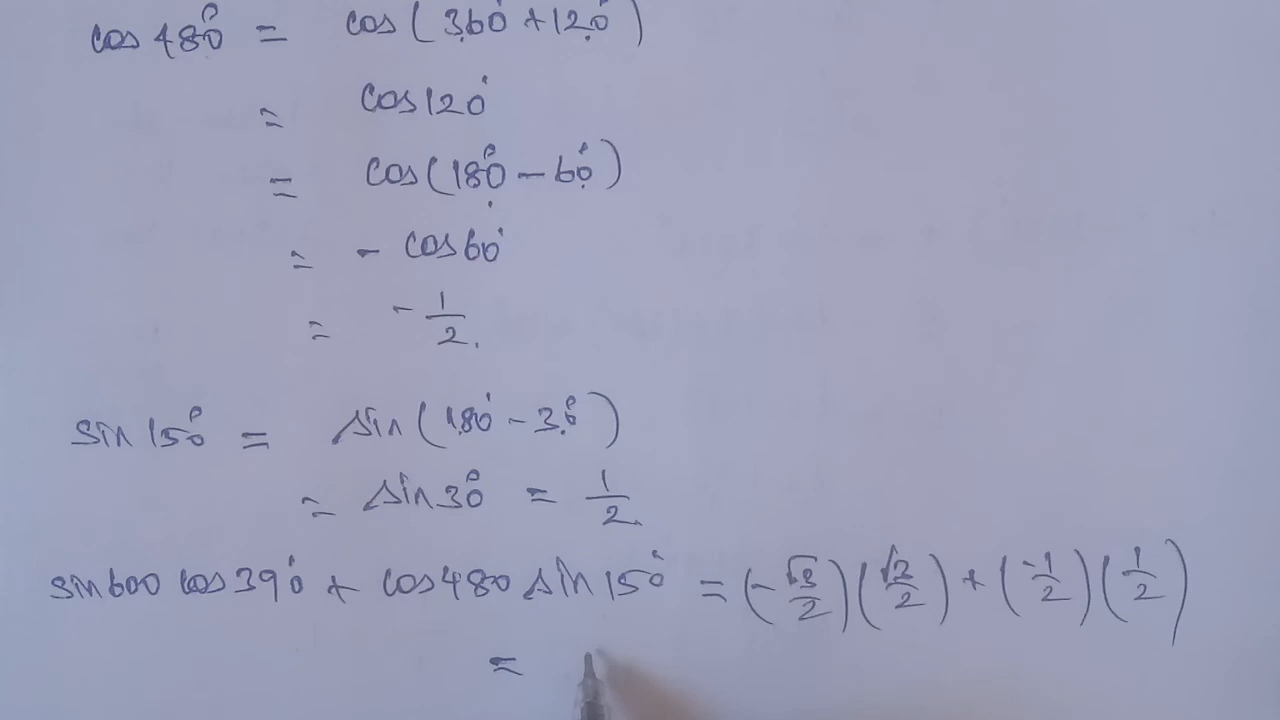 cos 480° = cos(360° + 120°)
= cos 120°
= cos(180° - 60°)
= - cos 60°
= - 1/2.
sin 150° = sin(180° - 30°)
= sin 30° = 1/2.
sin 600 cos 390° + cos 480 sin 150° = (-√3/2)(√3/2) + (-1/2)(1/2)
=